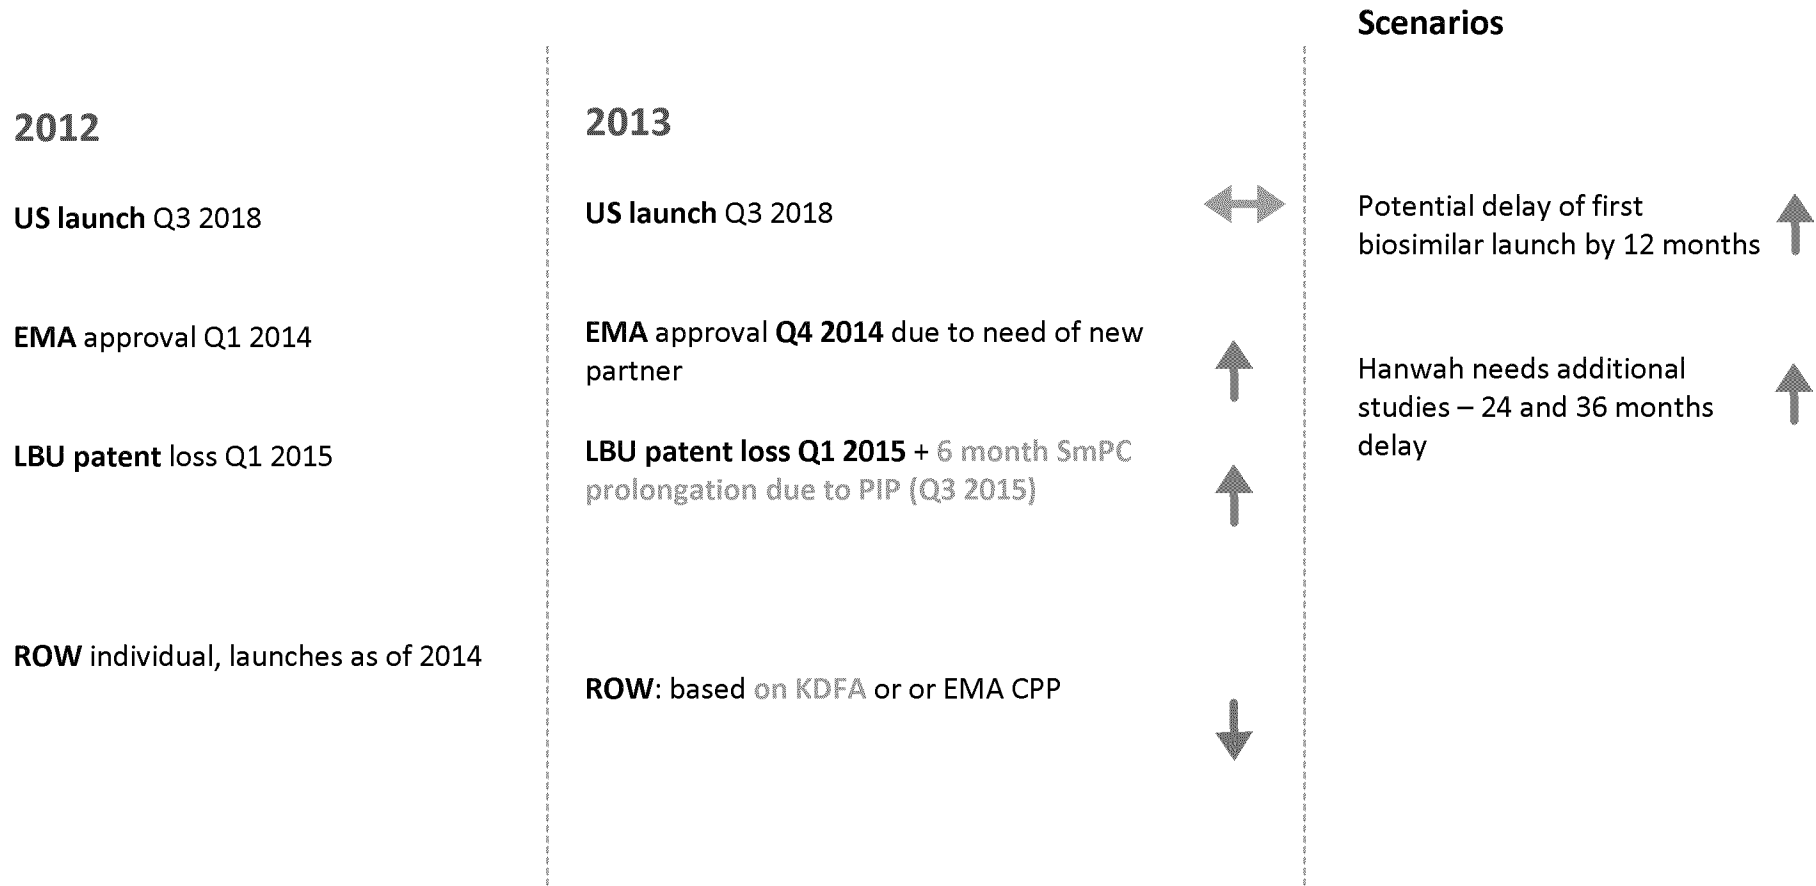 Scenarios
2012
US launch Q3 2018
EMA approval Q1 2014
LBU patent loss Q1 2015
ROW individual, launches as of 2014
2013
US launch Q3 2018
EMA approval Q4 2014 due to need of new
partner
LBU patent loss Q1 2015 + 6 month SmPC
prolongation due to PIP (Q3 2015)
ROW: based on KDFA or or EMA CPP
Potential delay of first
biosimilar launch by 12 months
Hanwah needs additional
studies – 24 and 36 months
delay